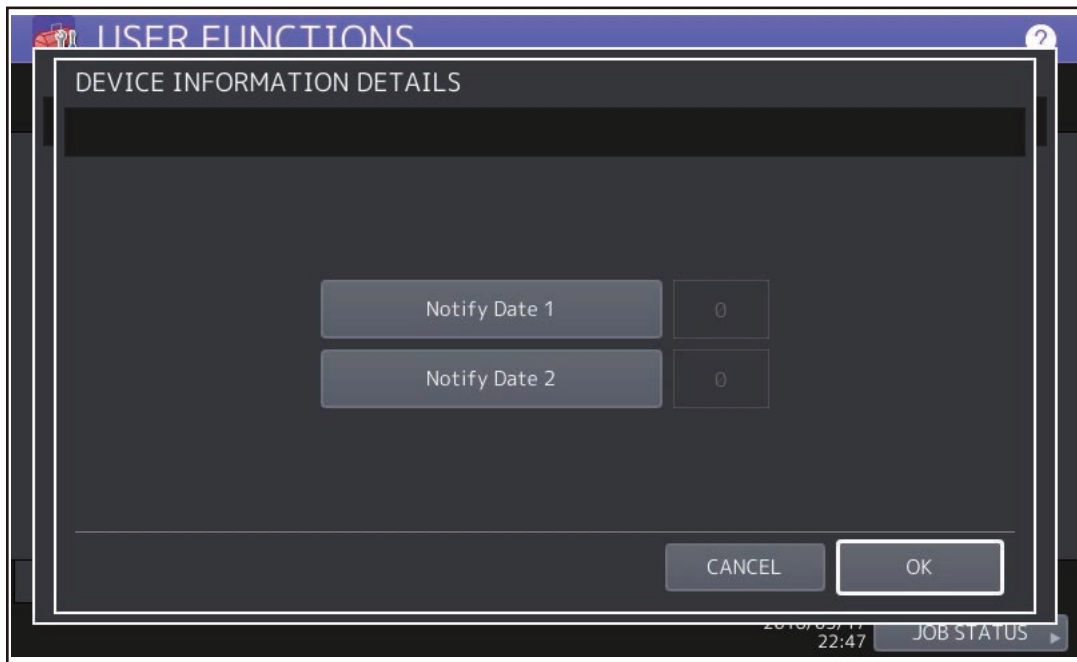 USER FUNCTIONS
?
DEVICE INFORMATION DETAILS
Notify Date 1
0
Notify Date 2
0
CANCEL
OK
22:47
JOB STATUS